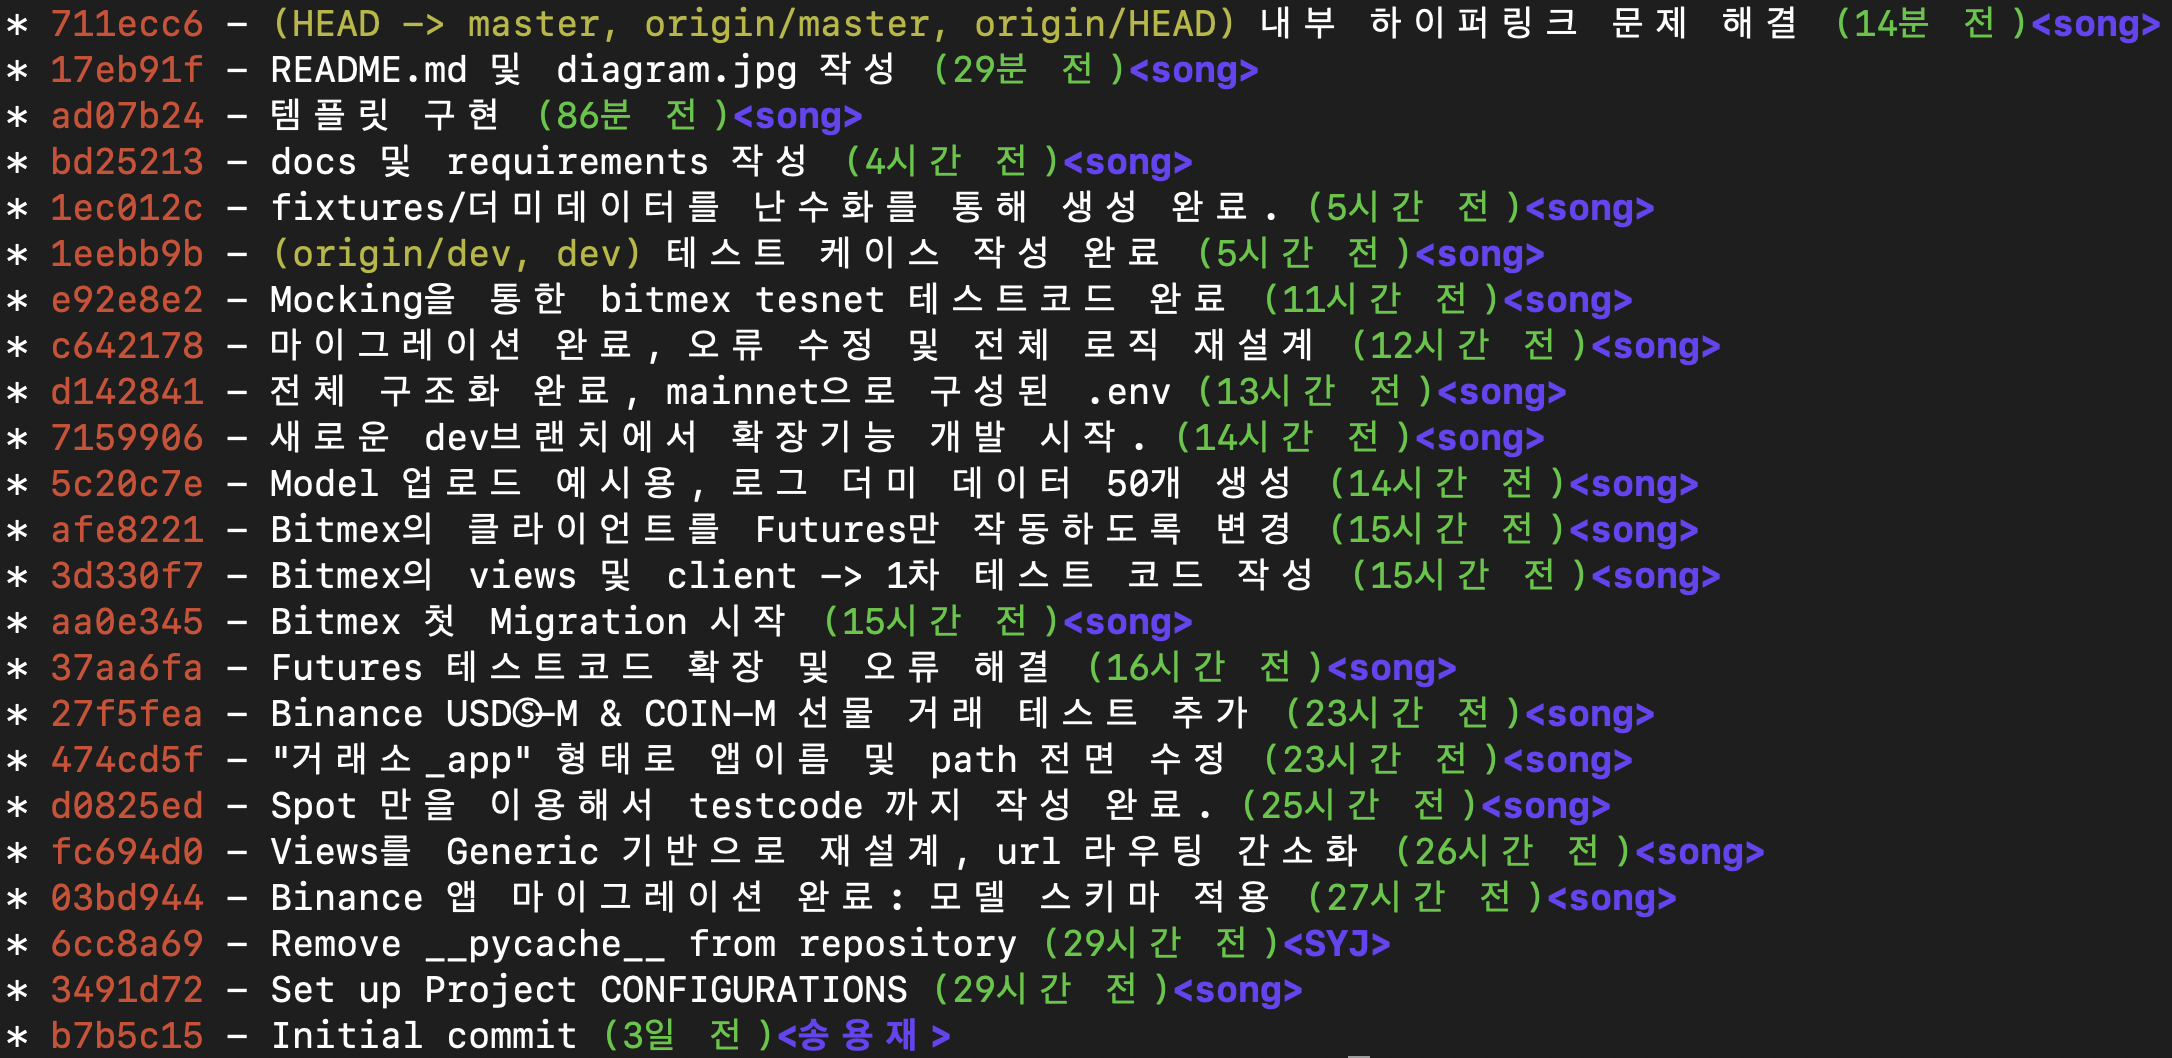 * 711ecc6 - (HEAD -> master, origin/master, origin/HEAD) 내부 하이퍼링크 문제 해결 (14분 전)<song>
* 17eb91f - README.md 및 diagram.jpg 작성 (29분 전)<song>
* ad07b24 - 템플릿 구현 (86분 전)<song>
* bd25213 - docs 및 requirements 작성 (4시간 전)<song>
* 1ec012c - fixtures/더미데이터를 난수화를 통해 생성 완료. (5시간 전)<song>
* 1eebb9b - (origin/dev, dev) 테스트 케이스 작성 완료 (5시간 전)<song>
* e92e8e2 - Mocking을 통한 bitmex tesnet 테스트코드 완료 (11시간 전)<song>
* c642178 - 마이그레이션 완료, 오류 수정 및 전체 로직 재설계 (12시간 전)<song>
* d142841 - 전체 구조화 완료, mainnet으로 구성된 .env (13시간 전)<song>
* 7159906 - 새로운 dev브랜치에서 확장기능 개발 시작. (14시간 전)<song>
* 5c20c7e - Model 업로드 예시용, 로그 더미 데이터 50개 생성 (14시간 전)<song>
* afe8221 - Bitmex의 클라이언트를 Futures만 작동하도록 변경 (15시간 전)<song>
* 3d330f7 - Bitmex의 views 및 client -> 1차 테스트 코드 작성 (15시간 전)<song>
* aa0e345 - Bitmex 첫 Migration 시작 (15시간 전)<song>
* 37aa6fa - Futures 테스트코드 확장 및 오류 해결 (16시간 전)<song>
* 27f5fea - Binance USDⓈ-M & COIN-M 선물 거래 테스트 추가 (23시간 전)<song>
* 474cd5f - "거래소_app" 형태로 앱이름 및 path 전면 수정 (23시간 전)<song>
* d0825ed - Spot 만을 이용해서 testcode 까지 작성 완료. (25시간 전)<song>
* fc694d0 - Views를 Generic 기반으로 재설계, url 라우팅 간소화 (26시간 전)<song>
* 03bd944 - Binance 앱 마이그레이션 완료: 모델 스키마 적용 (27시간 전)<song>
* 6cc8a69 - Remove __pycache__ from repository (29시간 전)<SYJ>
* 3491d72 - Set up Project CONFIGURATIONS (29시간 전)<song>
* b7b5c15 - Initial commit (3일 전)<송용재>